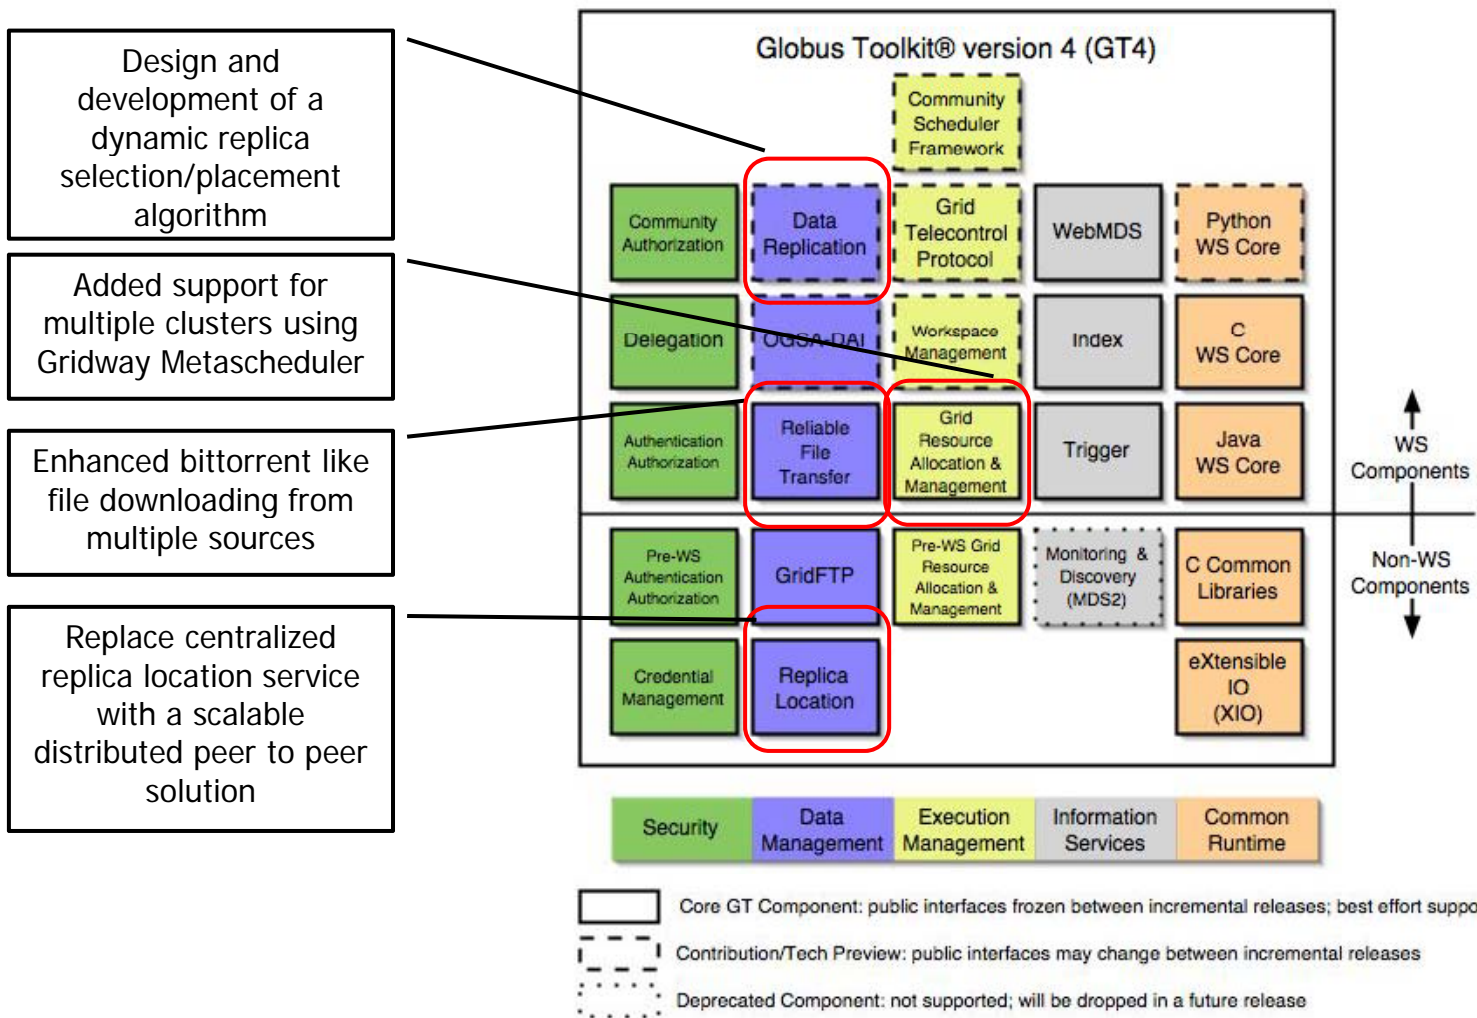 Design and
development of a
dynamic replica
selection/placement
algorithm
Added support for
multiple clusters using
Gridway Metascheduler
Enhanced bittorrent like
file downloading from
multiple sources
Replace centralized
replica location service
with a scalable
distributed peer to peer
solution
Globus Toolkit® version 4 (GT4)
Community
Scheduler
Framework
Community
Authorization
Data
Replication
Grid
Telecontrol
Protocol
WebMDS
Python
WS Core
Delegation
OGSA-DAI
Workspace
Management
Index
C
WS Core
Authentication
Authorization
Reliable
File
Transfer
Grid
Resource
Allocation &
Management
Trigger
Java
WS Core
WS
Components
Pre-WS
Authentication
Authorization
GridFTP
Pre-WS Grid
Resource
Allocation &
Management
Monitoring &
Discovery
(MDS2)
C Common
Libraries
Non-WS
Components
Credential
Management
Replica
Location
eXtensible
IO
(XIO)
Security
Data
Management
Execution
Management
Information
Services
Common
Runtime
Core GT Component: public interfaces frozen between incremental releases; best effort suppo
Contribution/Tech Preview: public interfaces may change between incremental releases
Deprecated Component: not supported; will be dropped in a future release